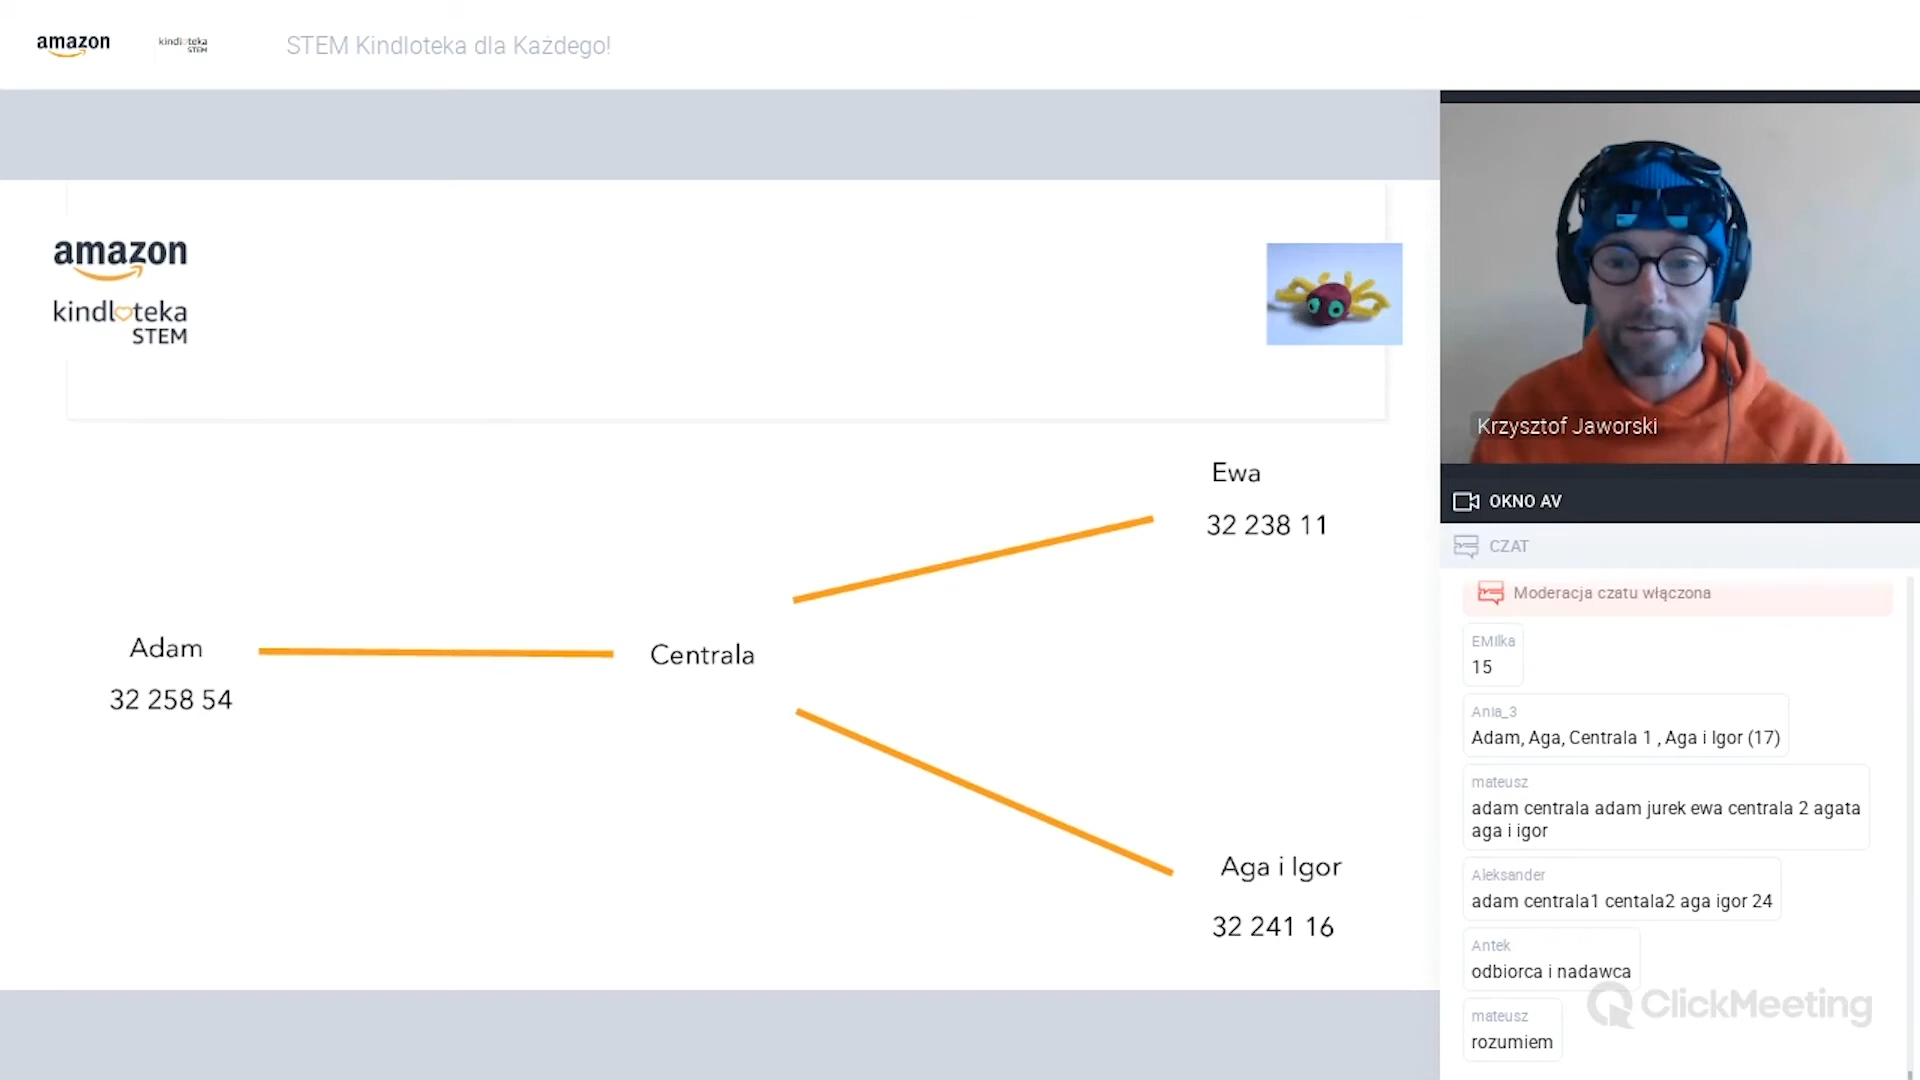 amazon
kindloteka
STEM
STEM Kindloteka dla Każdego!
amazon
kindloteka
STEM
Ewa
32 238 11
Adam
32 258 54
Centrala
Aga i Igor
32 241 16
Krzysztof Jaworski
OKNO AV
CZAT
Moderacja czatu włączona
EMilka
15
Ania_3
Adam, Aga, Centrala 1 , Aga i Igor (17)
mateusz
adam centrala adam jurek ewa centrala 2 agata
aga i igor
Aleksander
adam centrala1 centala2 aga igor 24
Antek
odbiorca i nadawca
mateusz
rozumiem
ClickMeeting